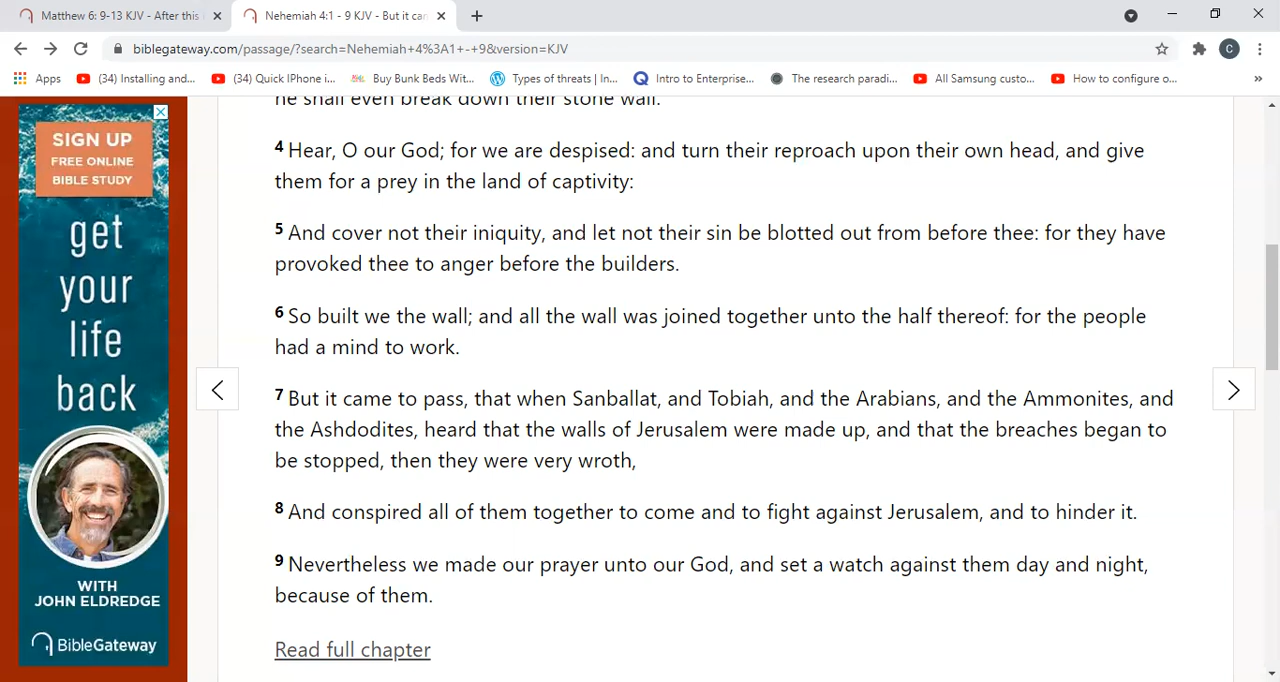 Matthew 6: 9-13 KJV - After this
Nehemiah 4:1 - 9 KJV - But it ca
biblegateway.com/passage/?search=Nehemiah+4%3A1+-+9&version=KJV
C
Apps
(34) Installing and...
(34) Quick IPhone i...
Buy Bunk Beds Wit...
Types of threats | In...
Intro to Enterprise...
The research paradi...
All Samsung custo...
How to configure o...
»
SIGN UP
FREE ONLINE
BIBLE STUDY
get
your
life
back
WITH
JOHN ELDREDGE
BibleGateway
he shall even break down their stone wall.
4 Hear, O our God; for we are despised: and turn their reproach upon their own head, and give
them for a prey in the land of captivity:
5 And cover not their iniquity, and let not their sin be blotted out from before thee: for they have
provoked thee to anger before the builders.
6 So built we the wall; and all the wall was joined together unto the half thereof: for the people
had a mind to work.
7 But it came to pass, that when Sanballat, and Tobiah, and the Arabians, and the Ammonites, and
the Ashdodites, heard that the walls of Jerusalem were made up, and that the breaches began to
be stopped, then they were very wroth,
8 And conspired all of them together to come and to fight against Jerusalem, and to hinder it.
9 Nevertheless we made our prayer unto our God, and set a watch against them day and night,
because of them.
Read full chapter